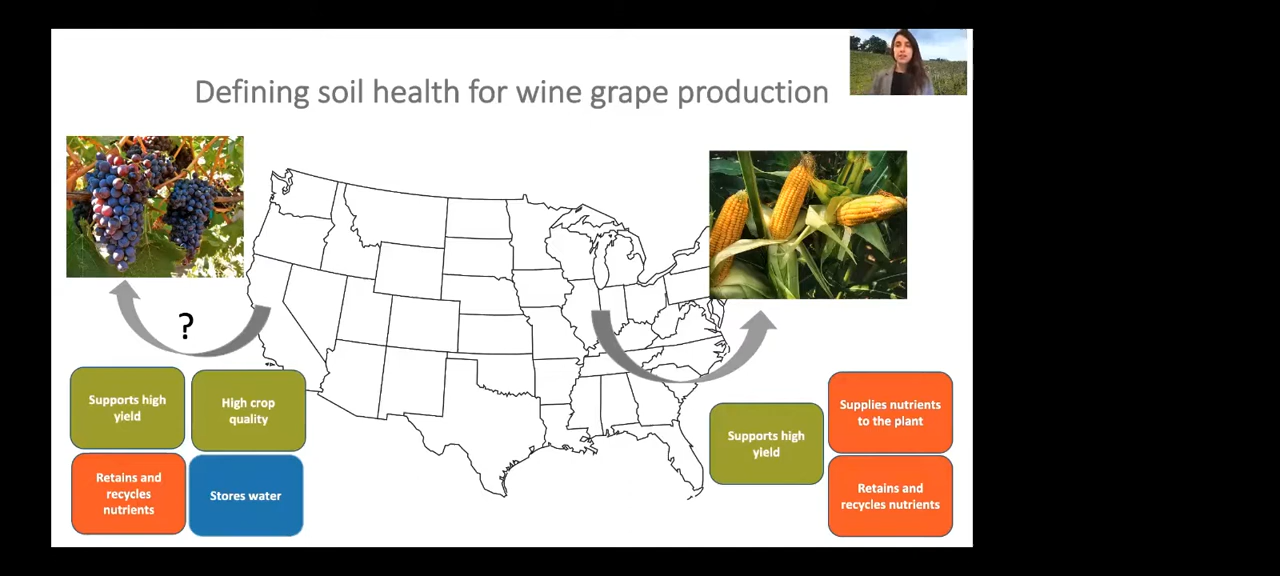 Defining soil health for wine grape production
?
Supports high
yield
High crop
quality
Retains and
recycles
nutrients
Stores water
Supports high
yield
Supplies nutrients
to the plant
Retains and
recycles nutrients